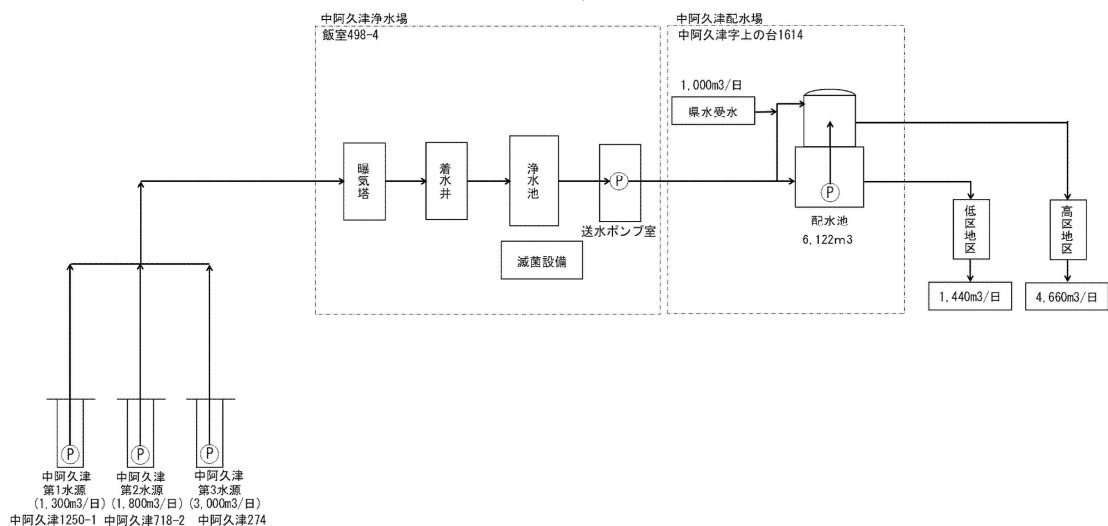 中阿久津浄水場
飯室498-4
中阿久津配水場
中阿久津字上の台1614
1,000m3/日
県水受水
曝気塔
着水井
浄水池
P
送水ポンプ室
滅菌設備
P
配水池
6,122m3
低区地区
高区地区
1,440m3/日
4,660m3/日
P
P
P
中阿久津
第1水源
(1,300m3/日)
中阿久津1250-1
中阿久津
第2水源
(1,800m3/日)
中阿久津718-2
中阿久津
第3水源
(3,000m3/日)
中阿久津274